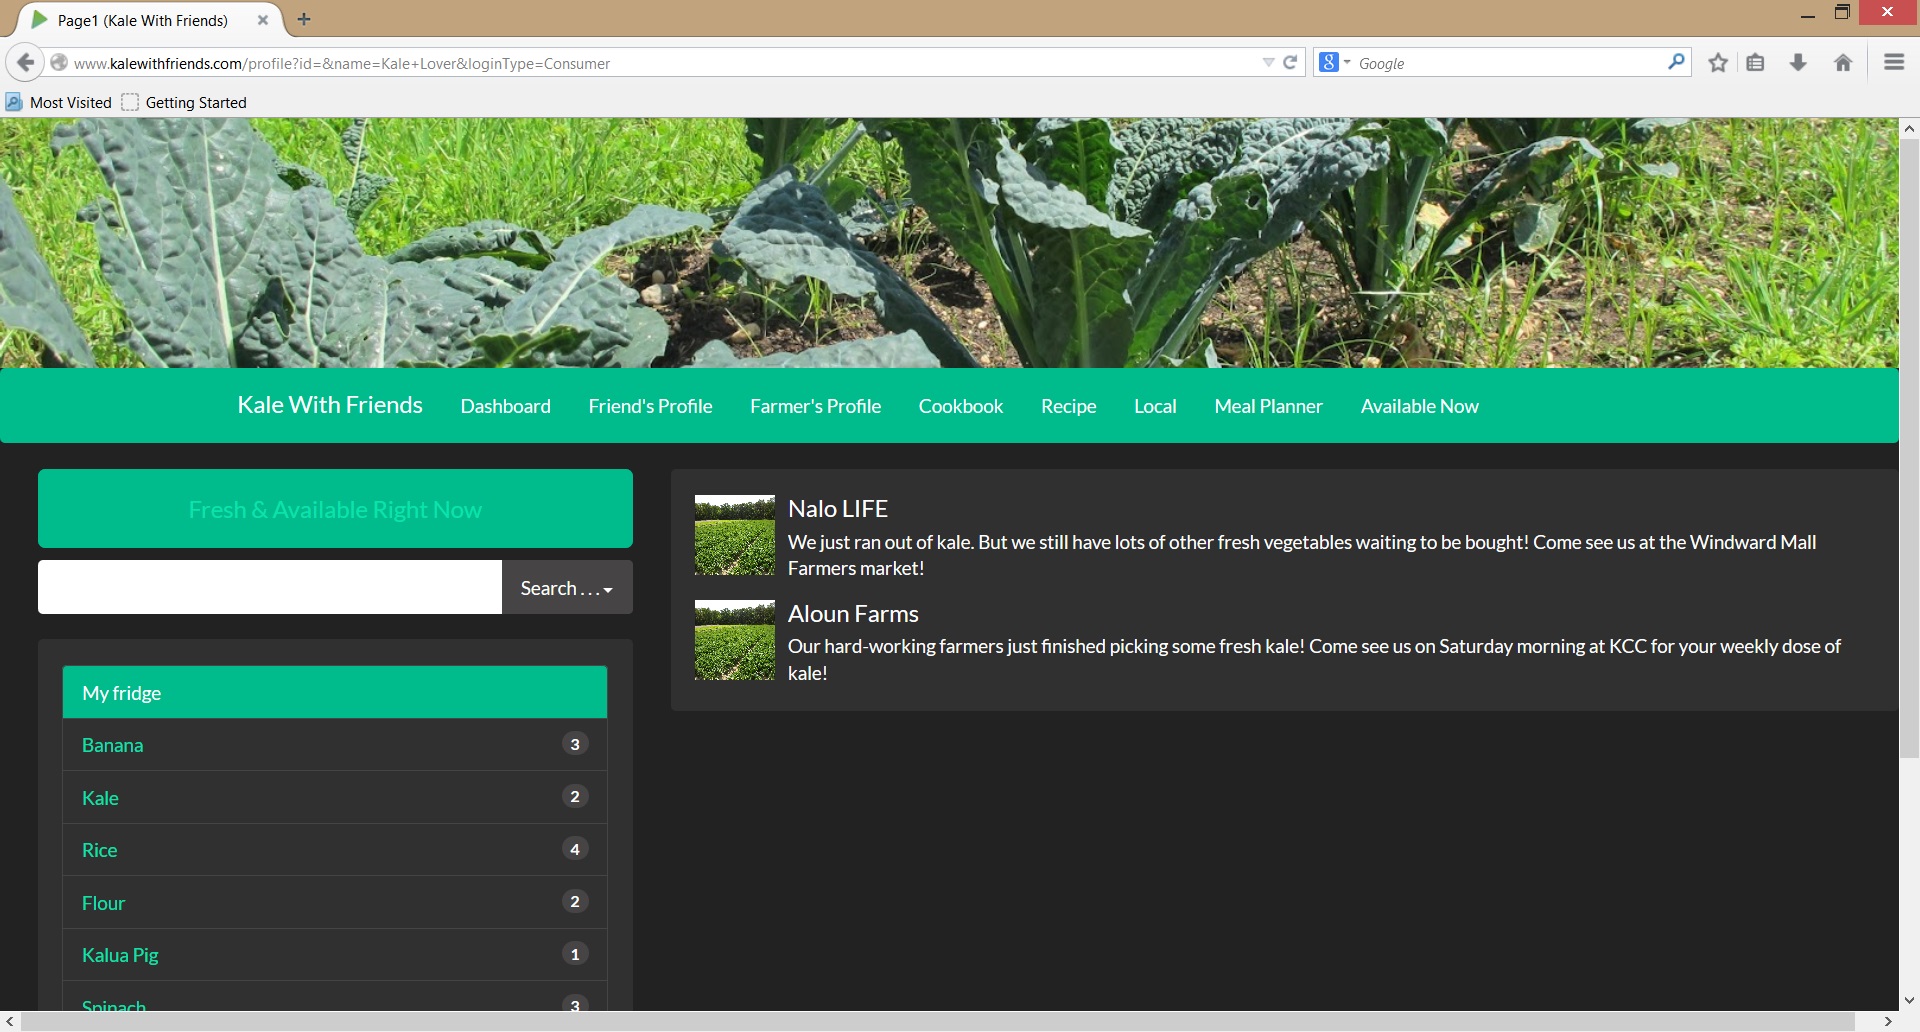 Page1 (Kale With Friends)
www.kalewithfriends.com/profile?id=&name=Kale+Lover&loginType=Consumer
8 Google
Most Visited Getting Started
Kale With Friends Dashboard Friend's Profile Farmer's Profile Cookbook Recipe Local Meal Planner Available Now
Fresh & Available Right Now
Search . . .
My fridge
Banana 3
Kale 2
Rice 4
Flour 2
Kalua Pig 1
Spinach 3
Nalo LIFE
We just ran out of kale. But we still have lots of other fresh vegetables waiting to be bought! Come see us at the Windward Mall
Farmers market!
Aloun Farms
Our hard-working farmers just finished picking some fresh kale! Come see us on Saturday morning at KCC for your weekly dose of
kale!